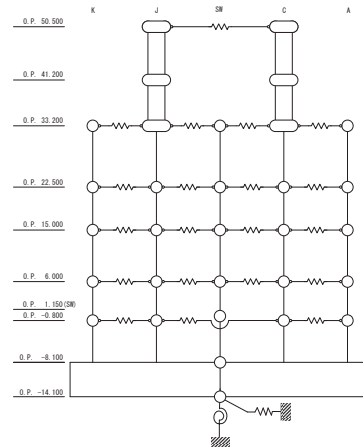 K J SW C A
O.P. 50.500
O.P. 41.200
O.P. 33.200
O.P. 22.500
O.P. 15.000
O.P. 6.000
O.P. 1.150(SW)
O.P. -0.800
O.P. -8.100
O.P. -14.100